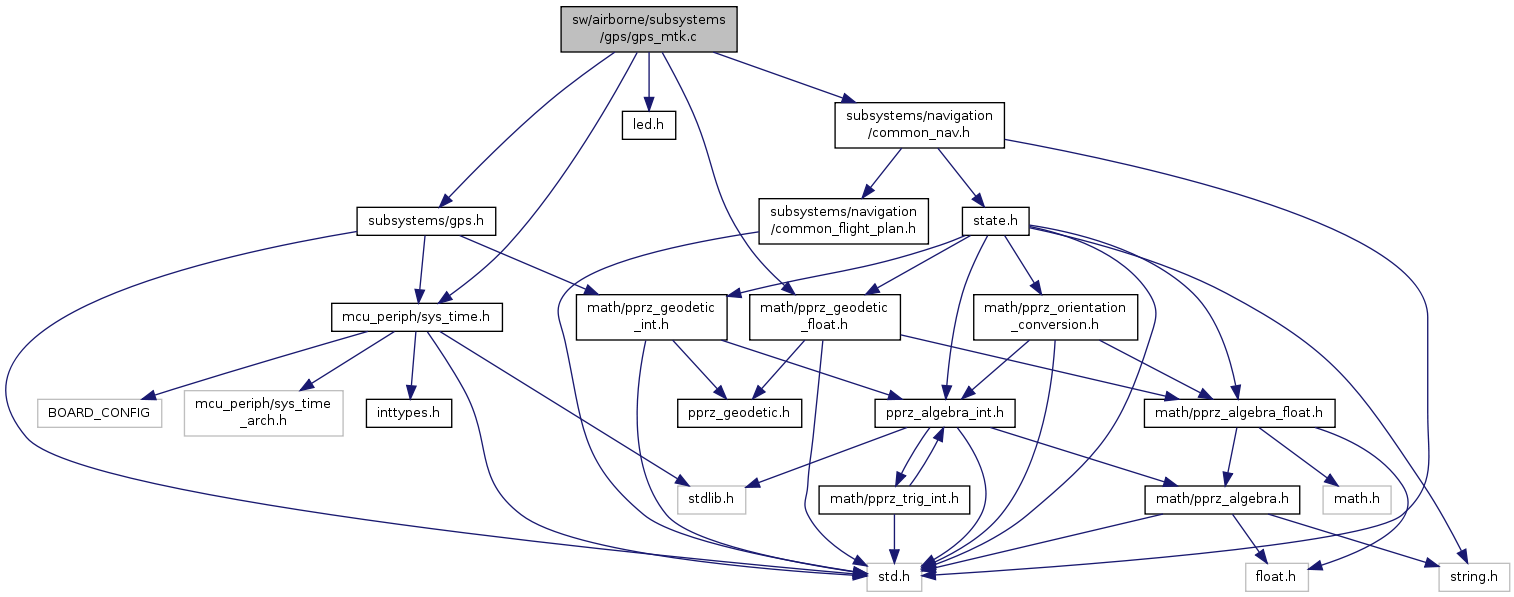 sw/airborne/subsystems
/gps/gps_mtk.c
led.h
subsystems/navigation
/common_nav.h
subsystems/gps.h
subsystems/navigation
/common_flight_plan.h
state.h
mcu_periph/sys_time.h
math/pprz_geodetic
_int.h
math/pprz_geodetic
_float.h
math/pprz_orientation
_conversion.h
BOARD_CONFIG
mcu_periph/sys_time
_arch.h
inttypes.h
pprz_geodetic.h
pprz_algebra_int.h
math/pprz_algebra_float.h
stdlib.h
math/pprz_trig_int.h
math/pprz_algebra.h
math.h
std.h
float.h
string.h